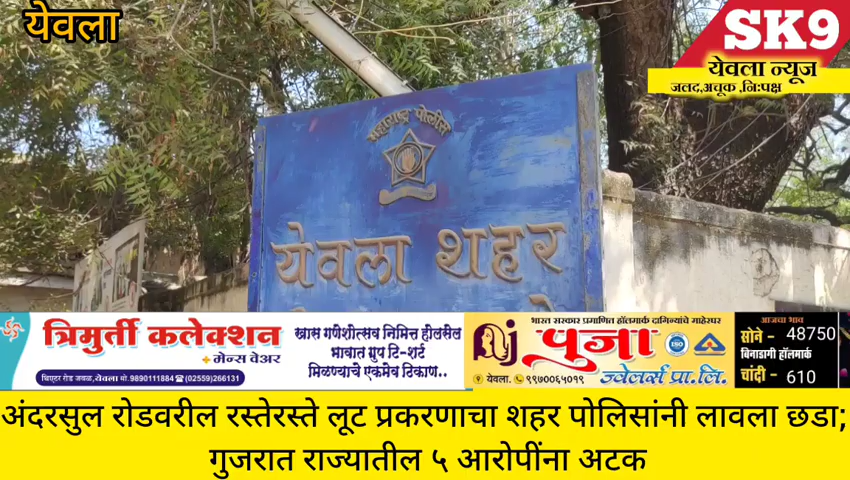 येवला
SK9
येवला न्यूज
जलद,अचूक ,नि:पक्ष
महाराष्ट्र पोलीस
येवला शहर
त्रिमुर्ती कलेक्शन
+मेन्स वेअर
थिएटर रोड जवळ,येवला मो.9890111884 ☎ (02559)266131
खास गणेशोत्सव निमित्त होलसेल
भावात ग्रुप टि-शर्ट
मिळण्याचे एकमेव ठिकाण..
भारत सरकार प्रमाणित हॉलमार्क दागिन्यांचे माहेरघर
पुजा
ज्वेलर्स प्रा.लि.
येवला. ९९७००६५०१९
आजचा भाव
सोने - 48750
बिनाडागी हॉलमार्क
चांदी - 610
अंदरसुल रोडवरील रस्तेरस्ते लूट प्रकरणाचा शहर पोलिसांनी लावला छडा;
गुजरात राज्यातील ५ आरोपींना अटक